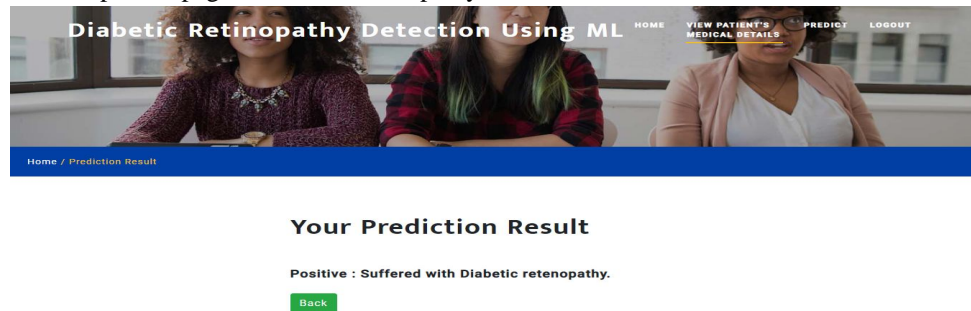 Diabetic Retinopathy Detection Using ML
HOME
VIEW PATIENT'S
MEDICAL DETAILS
PREDICT
LOGOUT
Home / Prediction Result
Your Prediction Result
Positive : Suffered with Diabetic retenopathy.
Back